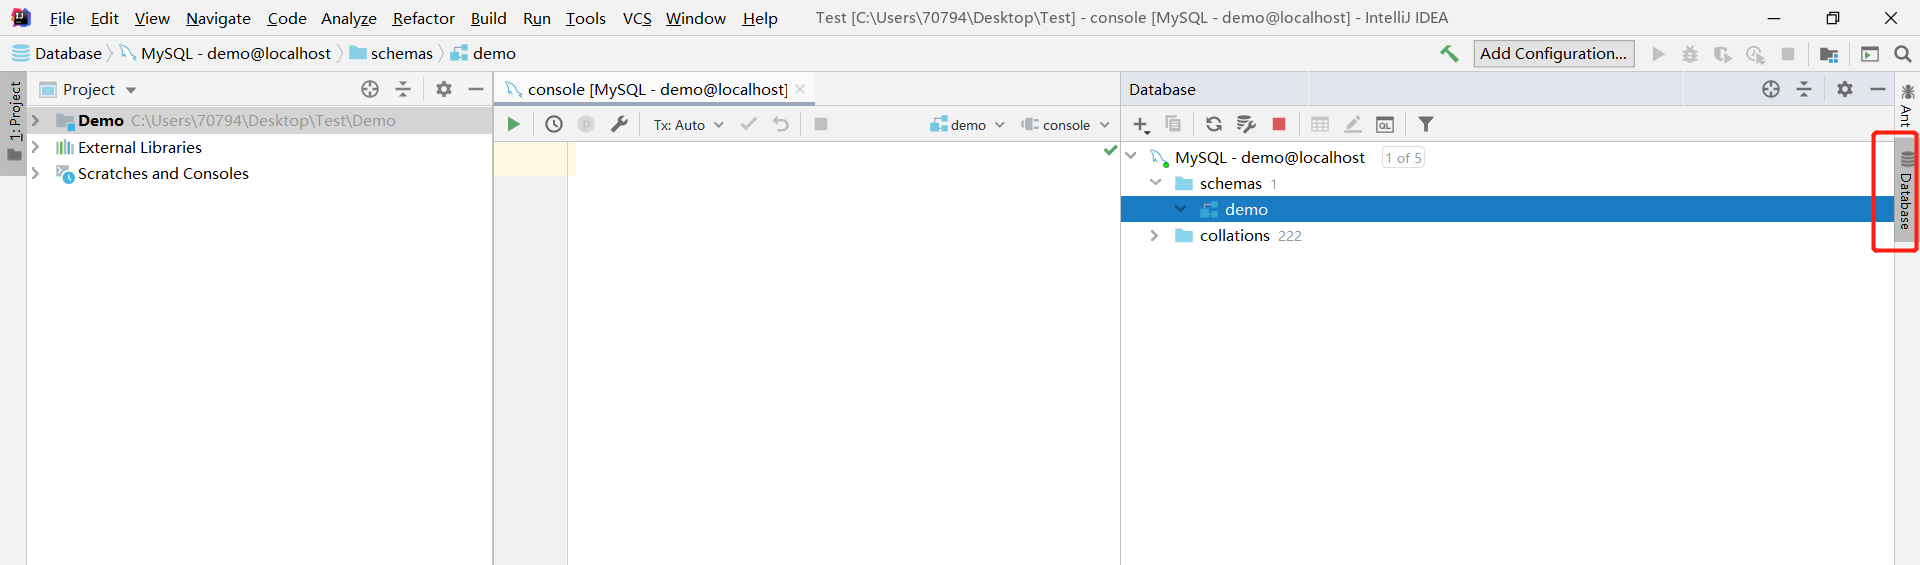 File Edit View Navigate Code Analyze Refactor Build Run Tools VCS Window Help Test [C:\Users\70794\Desktop\Test] - console [MySQL - demo@localhost] - IntelliJ IDEA
Database MySQL - demo@localhost schemas demo Add Configuration...
1: Project
Project
Demo C:\Users\70794\Desktop\Test\Demo
External Libraries
Scratches and Consoles
console [MySQL - demo@localhost]
Tx: Auto demo console
Database
QL
MySQL - demo@localhost 1 of 5
schemas 1
demo
collations 222
Ant
Database